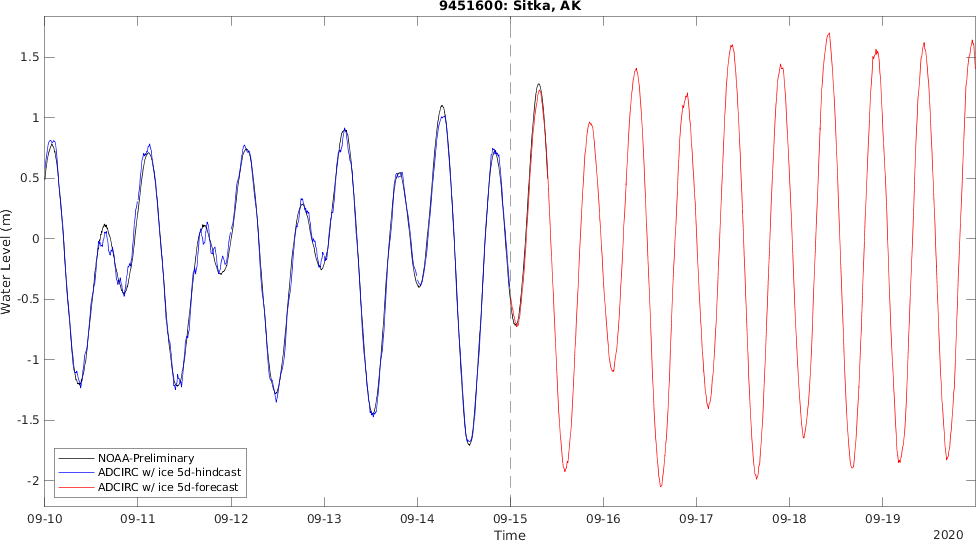 9451600: Sitka, AK
Water Level (m)
1.5
1
0.5
0
-0.5
-1
-1.5
-2
NOAA-Preliminary
ADCIRC w/ ice 5d-hindcast
ADCIRC w/ ice 5d-forecast
09-10 09-11 09-12 09-13 09-14 09-15 09-16 09-17 09-18 09-19
Time
2020